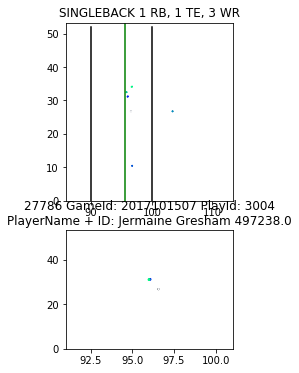 SINGLEBACK 1 RB, 1 TE, 3 WR
50
40
30
20
10
0
90 100 110
27786 GameId: 2017101507 PlayId: 3004
PlayerName + ID: Jermaine Gresham 497238.0
40
20
0
92.5 95.0 97.5 100.0